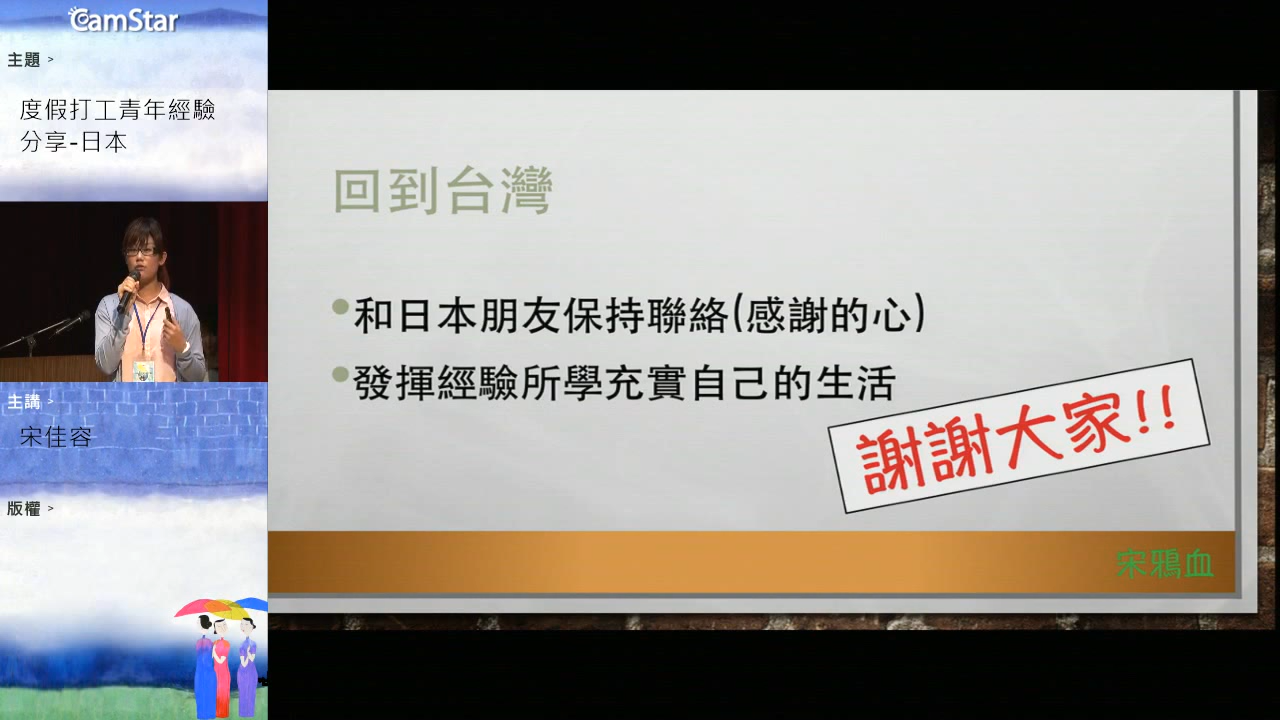 CamStar
主題 >
度假打工青年經驗
分享-日本
主講 >
宋佳容
版權 >
回到台灣
•和日本朋友保持聯絡(感謝的心)
•發揮經驗所學充實自己的生活
謝謝大家!!
宋鴉血